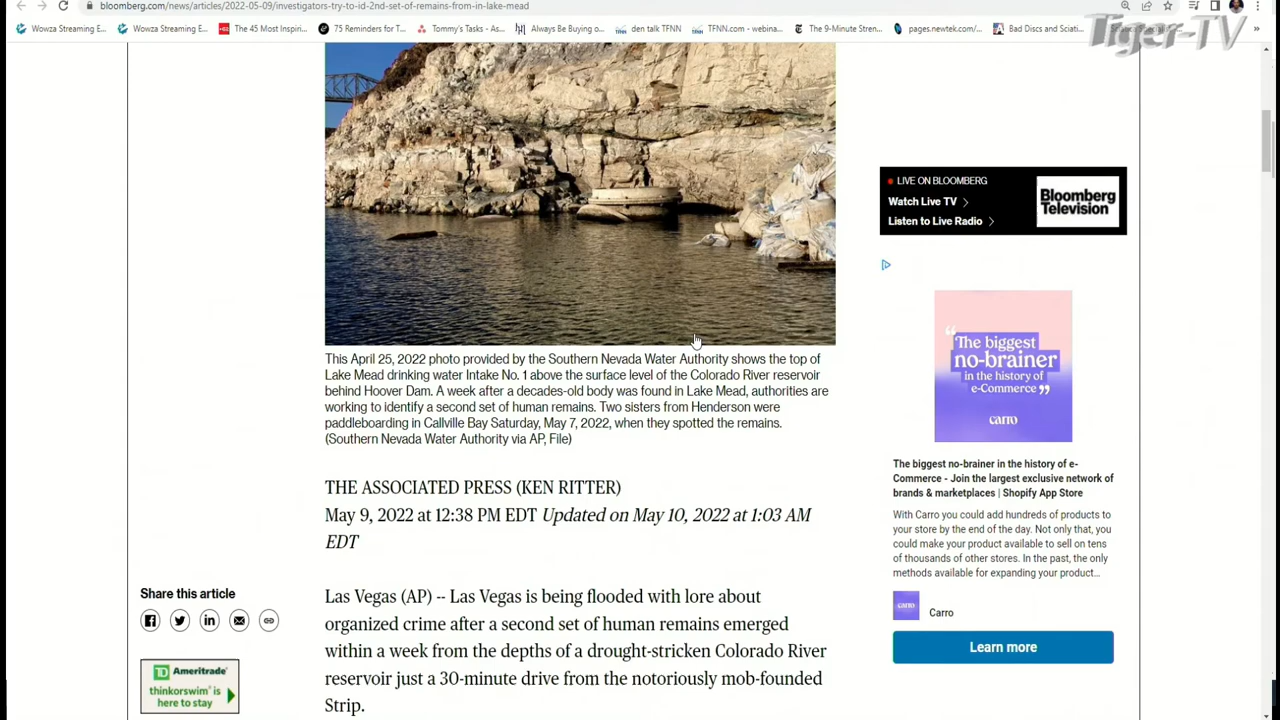 bloomberg.com/news/articles/2022-05-09/investigators-try-to-id-2nd-set-of-remains-from-in-lake-mead
Wowza Streaming E... Wowza Streaming E... The 45 Most Inspiri... 75 Reminders for T... Tommy's Tasks - As... Always Be Buying o... den talk TFNN TFNN.com - webina... The 9-Minute Stren... pages.newtek.com/... Bad Discs and Sciati... »
Tiger-TV
LIVE ON BLOOMBERG
Watch Live TV
Listen to Live Radio
Bloomberg
Television
This April 25, 2022 photo provided by the Southern Nevada Water Authority shows the top of
Lake Mead drinking water Intake No. 1 above the surface level of the Colorado River reservoir
behind Hoover Dam. A week after a decades-old body was found in Lake Mead, authorities are
working to identify a second set of human remains. Two sisters from Henderson were
paddleboarding in Callville Bay Saturday, May 7, 2022, when they spotted the remains.
(Southern Nevada Water Authority via AP, File)
THE ASSOCIATED PRESS (KEN RITTER)
May 9, 2022 at 12:38 PM EDT Updated on May 10, 2022 at 1:03 AM
EDT
Share this article
Las Vegas (AP) -- Las Vegas is being flooded with lore about
organized crime after a second set of human remains emerged
within a week from the depths of a drought-stricken Colorado River
reservoir just a 30-minute drive from the notoriously mob-founded
Strip.
TD Ameritrade
thinkorswim is
here to stay
“The biggest
no-brainer
in the history of
e-Commerce”
carro
The biggest no-brainer in the history of e-
Commerce - Join the largest exclusive network of
brands & marketplaces | Shopify App Store
With Carro you could add hundreds of products to
your store by the end of the day. Not only that, you
could make your product available to sell on tens
of thousands of other stores. In the past, the only
methods available for expanding your product...
carro
Carro
Learn more